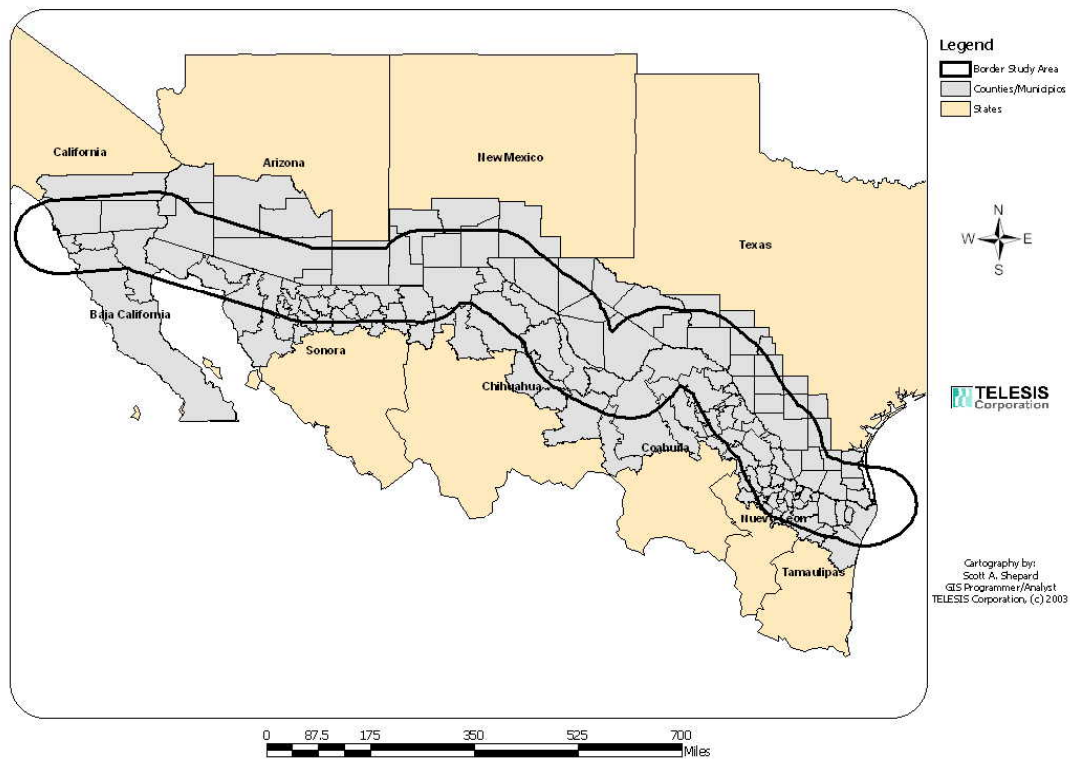 Legend
Border Study Area
Counties/Municipios
States
California
Arizona
New Mexico
Texas
N
W E
S
Baja California
Sonora
Chihuahua
Coahuila
Nuevo Leon
Tamaulipas
TELESIS
Corporation
Cartography by:
Scott A. Shepard
GIS Programmer/Analyst
TELESIS Corporation, (c) 2003
0 87.5 175 350 525 700
Miles